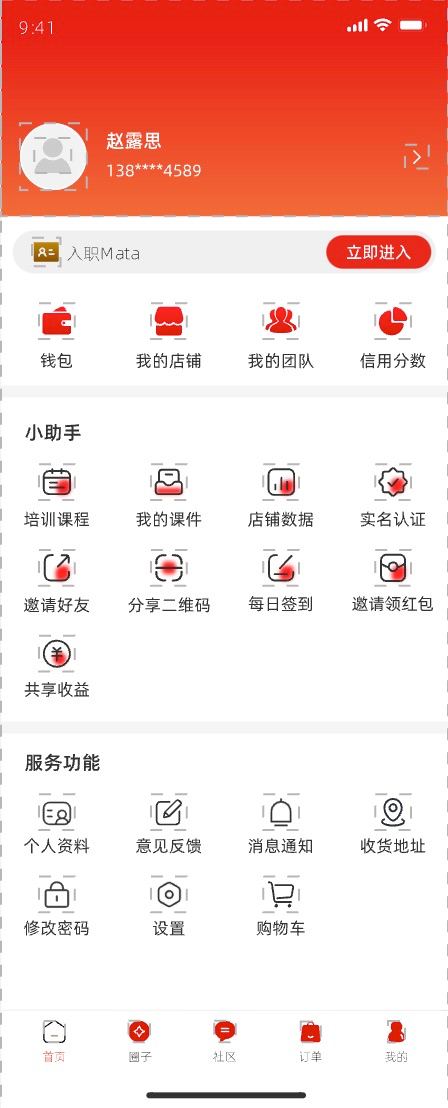 9:41
赵露思
138****4589
入职Mata
立即进入
钱包 我的店铺 我的团队 信用分数
小助手
培训课程 我的课件 店铺数据 实名认证
邀请好友 分享二维码 每日签到 邀请领红包
共享收益
服务功能
个人资料 意见反馈 消息通知 收货地址
修改密码 设置 购物车
首页 圈子 社区 订单 我的